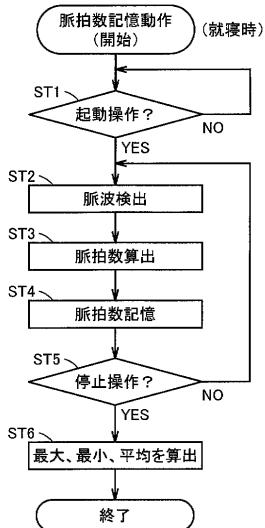 脈拍数記憶動作
(開始)
(就寝時)
ST1
起動操作？
NO
YES
ST2
脈波検出
ST3
脈拍数算出
ST4
脈拍数記憶
ST5
停止操作？
NO
YES
ST6
最大、最小、平均を算出
終了